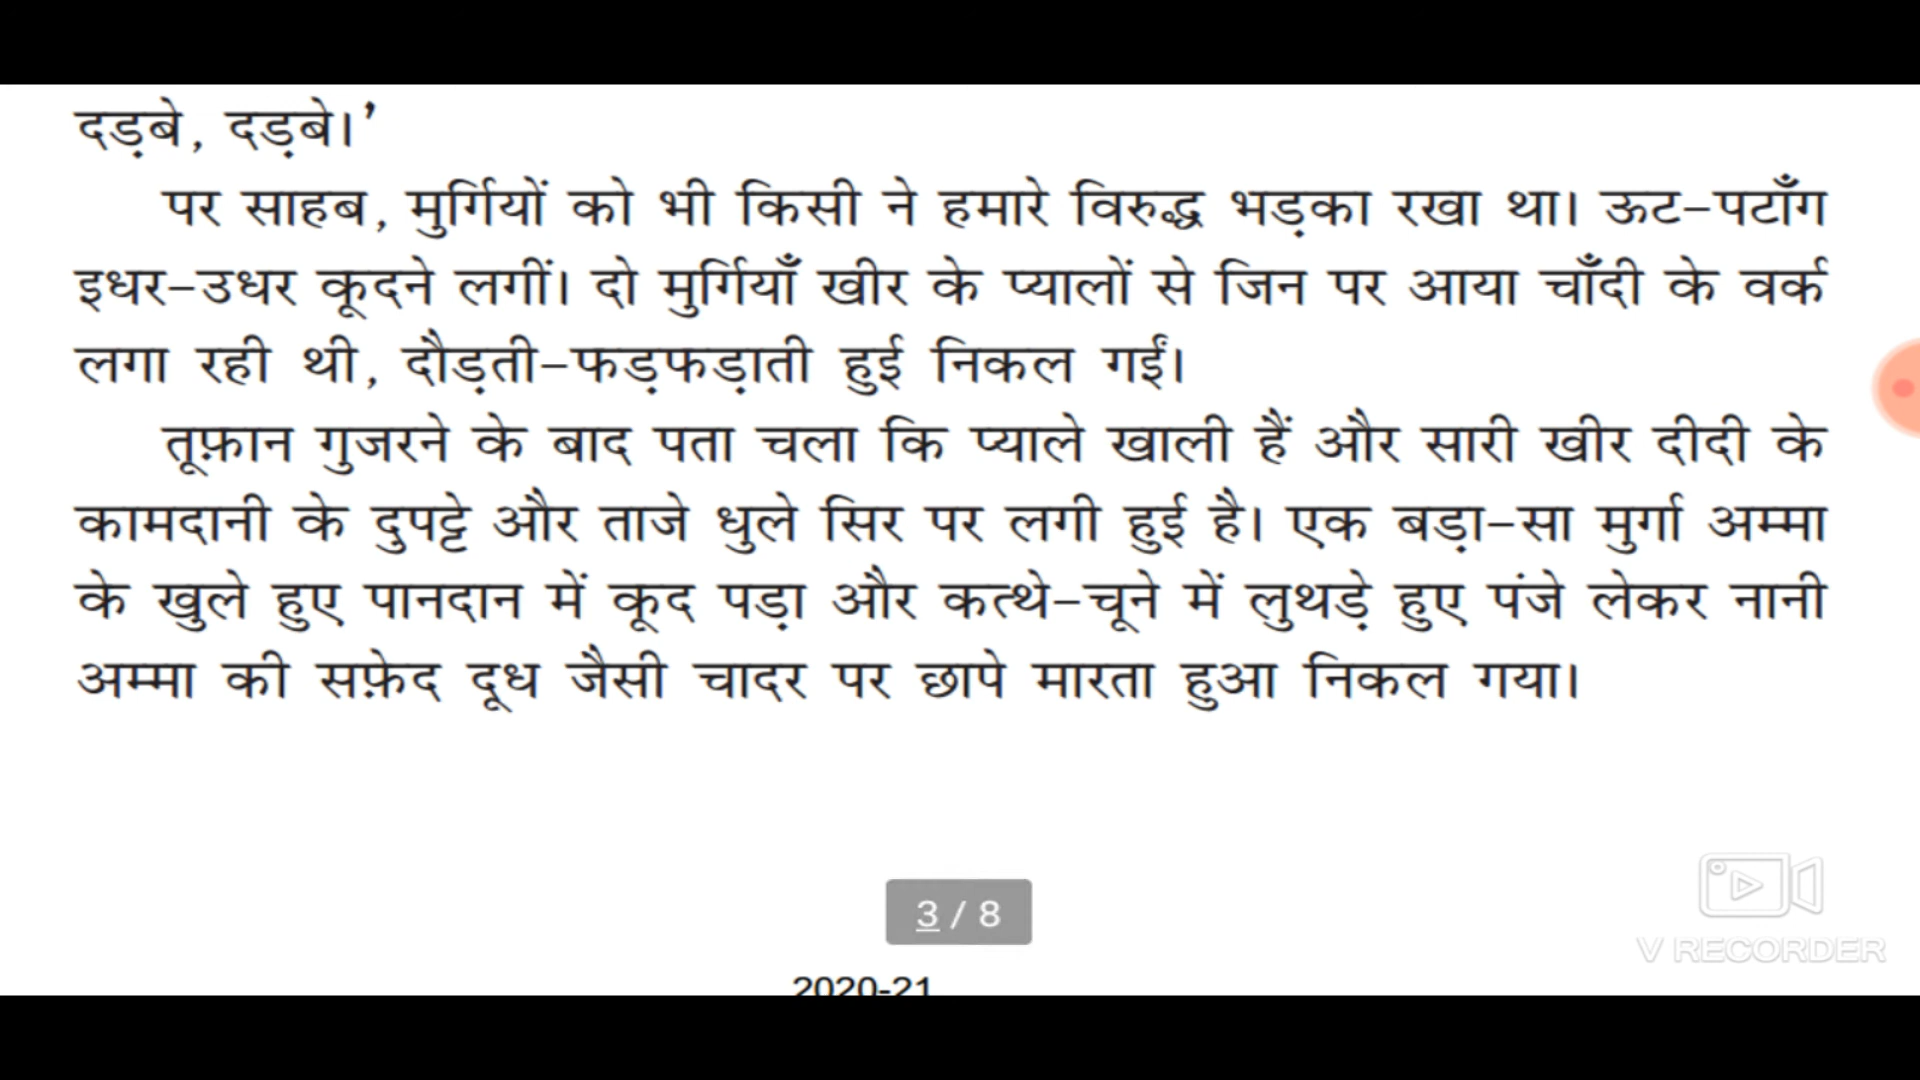 दड़बे, दड़बे।’
पर साहब, मुर्गियों को भी किसी ने हमारे विरुद्ध भड़का रखा था। ऊट-पटाँग
इधर-उधर कूदने लगीं। दो मुर्गियाँ खीर के प्यालों से जिन पर आया चाँदी के वर्क
लगा रही थी, दौड़ती-फड़फड़ाती हुई निकल गईं।
तूफ़ान गुजरने के बाद पता चला कि प्याले खाली हैं और सारी खीर दीदी के
कामदानी के दुपट्टे और ताजे धुले सिर पर लगी हुई है। एक बड़ा-सा मुर्गा अम्मा
के खुले हुए पानदान में कूद पड़ा और कत्थे-चूने में लुथड़े हुए पंजे लेकर नानी
अम्मा की सफ़ेद दूध जैसी चादर पर छापे मारता हुआ निकल गया।
3 / 8
V RECORDER
2020-21